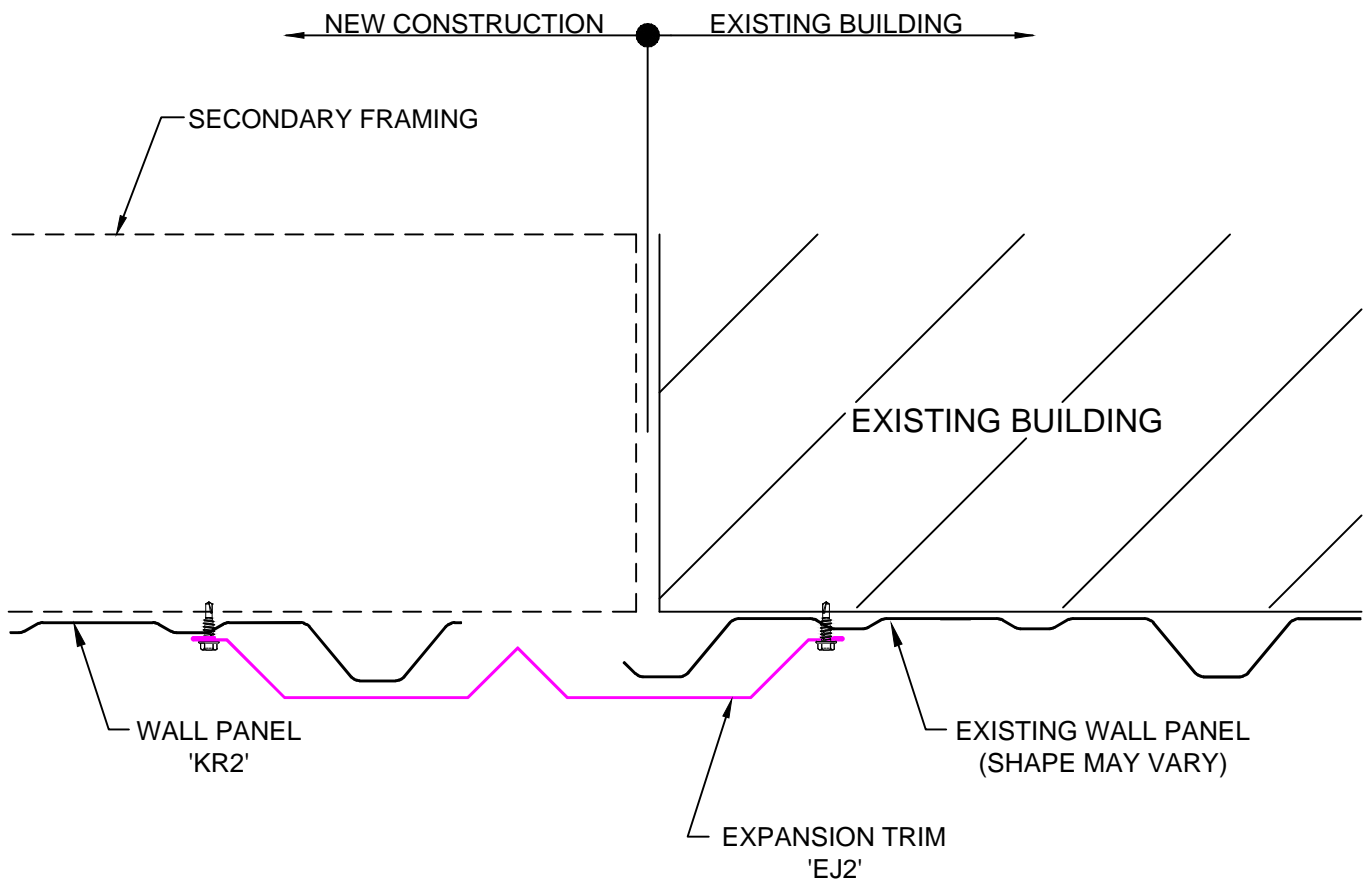 NEW CONSTRUCTION
EXISTING BUILDING
SECONDARY FRAMING
EXISTING BUILDING
WALL PANEL
'KR2'
EXISTING WALL PANEL
(SHAPE MAY VARY)
EXPANSION TRIM
'EJ2'